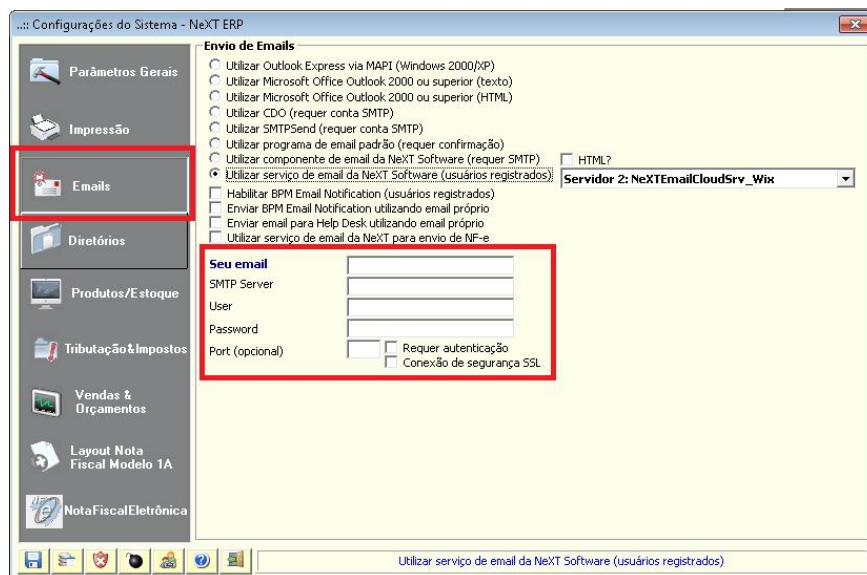 ..:: Configurações do Sistema - NeXT ERP
Parâmetros Gerais
Impressão
Emails
Diretórios
Produtos/Estoque
Tributação&Impostos
Vendas &
Orçamentos
Layout Nota
Fiscal Modelo 1A
NotaFiscalEletrônica
Envio de Emails
Utilizar Outlook Express via MAPI (Windows 2000/XP)
Utilizar Microsoft Office Outlook 2000 ou superior (texto)
Utilizar Microsoft Office Outlook 2000 ou superior (HTML)
Utilizar CDO (requer conta SMTP)
Utilizar SMTPSend (requer conta SMTP)
Utilizar programa de email padrão (requer confirmação)
Utilizar componente de email da NeXT Software (requer SMTP) HTML?
Utilizar serviço de email da NeXT Software (usuários registrados) Servidor 2: NeXTEmailCloudSrv_Wix
Habilitar BPM Email Notification (usuários registrados)
Enviar BPM Email Notification utilizando email próprio
Enviar email para Help Desk utilizando email próprio
Utilizar serviço de email da NeXT para envio de NF-e
Seu email
SMTP Server
User
Password
Port (opcional) Requer autenticação
Conexão de segurança SSL
Utilizar serviço de email da NeXT Software (usuários registrados)